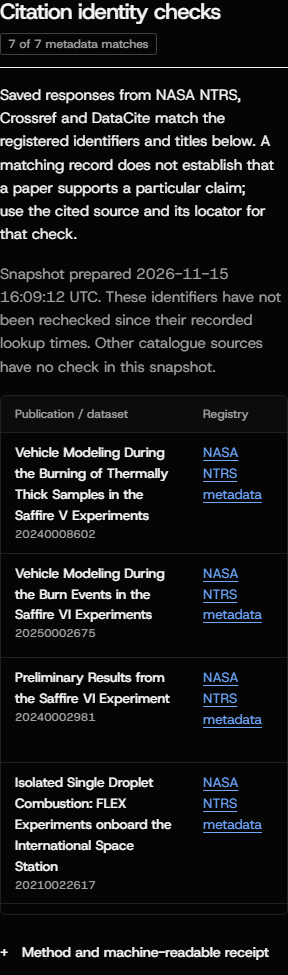 Citation identity checks
7 of 7 metadata matches
Saved responses from NASA NTRS,
Crossref and DataCite match the
registered identifiers and titles below. A
matching record does not establish that
a paper supports a particular claim;
use the cited source and its locator for
that check.
Snapshot prepared 2026-11-15
16:09:12 UTC. These identifiers have not
been rechecked since their recorded
lookup times. Other catalogue sources
have no check in this snapshot.
Publication / dataset Registry
Vehicle Modeling During
the Burning of Thermally
Thick Samples in the
Saffire V Experiments
20240008602
NASA
NTRS
metadata
Vehicle Modeling During
the Burn Events in the
Saffire VI Experiments
20250002675
NASA
NTRS
metadata
Preliminary Results from
the Saffire VI Experiment
20240002981
NASA
NTRS
metadata
Isolated Single Droplet
Combustion: FLEX
Experiments onboard the
International Space
Station
20210022617
NASA
NTRS
metadata
+ Method and machine-readable receipt